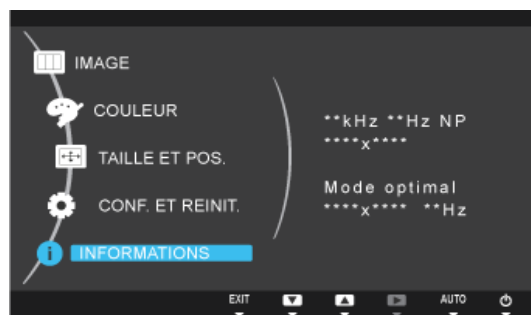 IMAGE
COULEUR
TAILLE ET POS.
CONF. ET REINIT.
INFORMATIONS
**kHz **Hz NP
****x****
Mode optimal
****x**** **Hz
EXIT AUTO